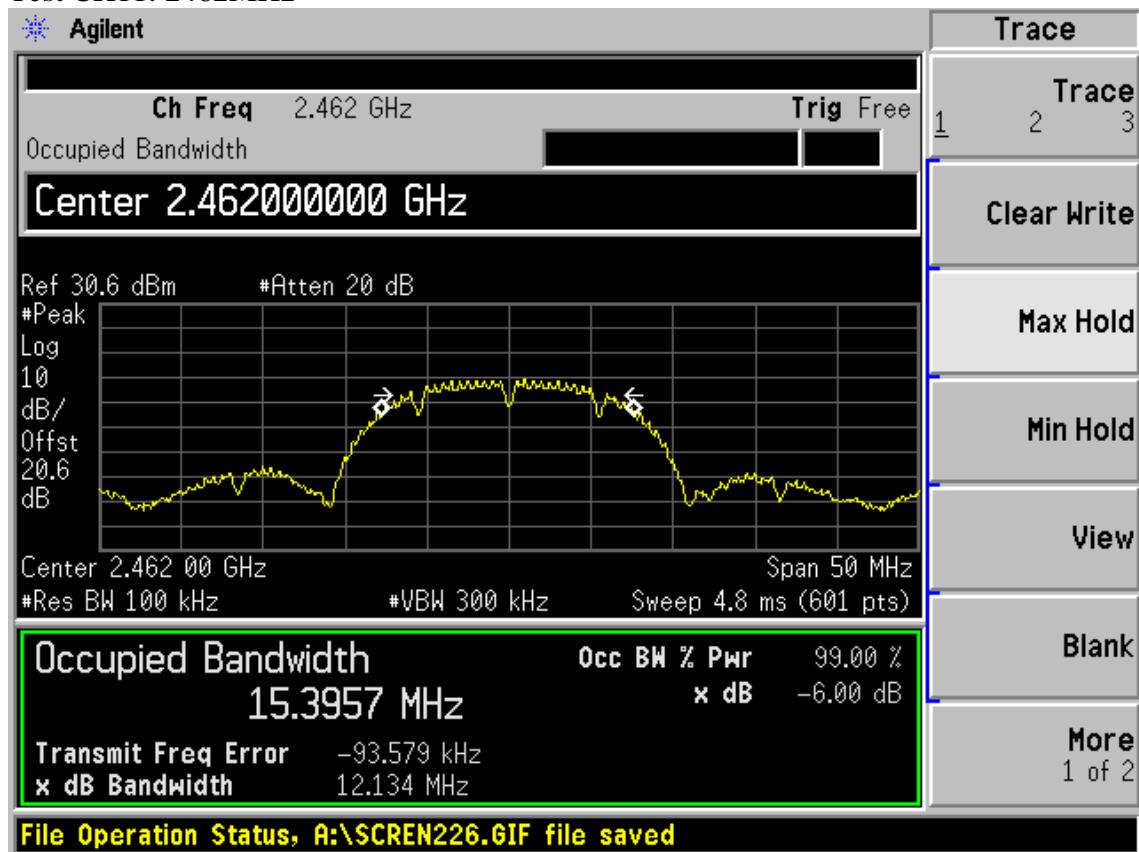 Agilent
Trace
Ch Freq 2.462 GHz Trig Free
Occupied Bandwidth
Center 2.462000000 GHz
Ref 30.6 dBm #Atten 20 dB
#Peak
Log
10
dB/
Offst
20.6
dB
Center 2.462 00 GHz Span 50 MHz
#Res BW 100 kHz #VBW 300 kHz Sweep 4.8 ms (601 pts)
Occupied Bandwidth Occ BW % Pwr 99.00 %
15.3957 MHz x dB -6.00 dB
Transmit Freq Error -93.579 kHz
x dB Bandwidth 12.134 MHz
File Operation Status, A:\SCREN226.GIF file saved
Trace
1 2 3
Clear Write
Max Hold
Min Hold
View
Blank
More
1 of 2